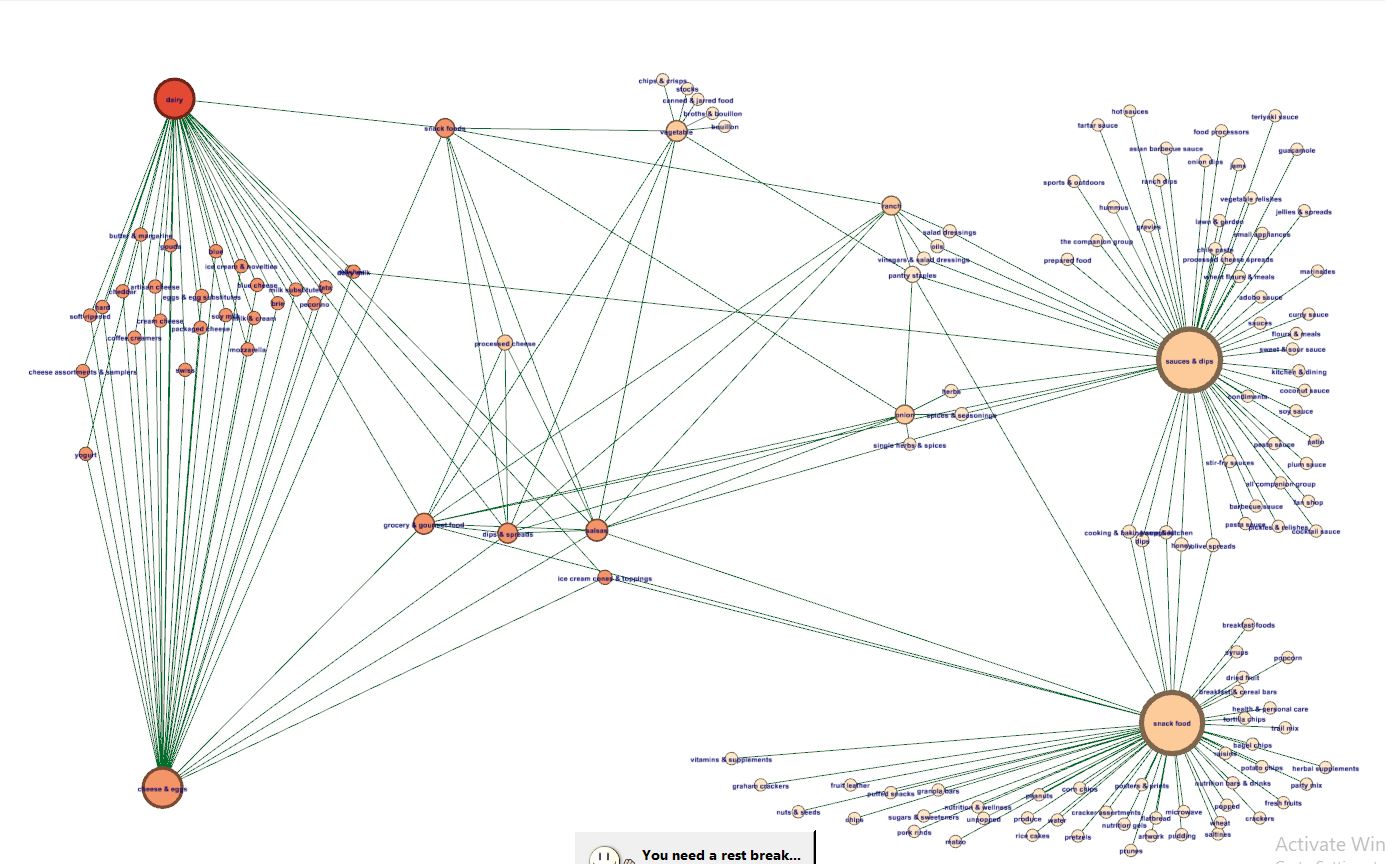 dairy
snack foods
chips & crisps
stocks
canned & jarred food
broths & bouillon
bouillon
vegetable
hot sauces
teriyaki sauce
tartar sauce
food processors
asian barbecue sauce
guacamole
onion dips
jams
sports & outdoors
ranch dips
vegetable relishes
hummus
jellies & spreads
ranch
lawn & garden
gravies
small appliances
salad dressings
the companion group
oils
chile paste
vinegars & salad dressings
prepared food
processed cheese spreads
pantry staples
wheat flours & meals
marinades
butter & margarine
gouda
blue
ice cream & novelties
artisan cheese
blue cheese
milk substitutes
feta
cheddar
eggs & egg substitutes
brie
pecorino
hard
soft-ripened
cream cheese
soy milk
milk & cream
packaged cheese
coffee creamers
mozzarella
cheese assortments & samplers
swiss
yogurt
adobo sauce
curry sauce
sauces
flours & meals
processed cheese
sweet & sour sauce
sauces & dips
kitchen & dining
herbs
coconut sauce
condiments
onion
spices & seasonings
soy sauce
single herbs & spices
pesto sauce
patio
stir-fry sauces
plum sauce
all companion group
fan shop
barbecue sauce
grocery & gourmet food
dips & spreads
salsas
pasta sauce
pickles & relishes
cocktail sauce
cooking & baking
kitchen
dips
honey
olive spreads
ice cream cones & toppings
breakfast foods
syrups
popcorn
dried fruit
breakfast & cereal bars
health & personal care
tortilla chips
snack food
trail mix
bagel chips
raisins
vitamins & supplements
potato chips
herbal supplements
graham crackers
fruit leather
puffed snacks
granola bars
peanuts
corn chips
posters & prints
nutrition bars & drinks
party mix
cheese & eggs
nuts & seeds
chips
sugars & sweeteners
nutrition & wellness
unpopped
produce
water
cracker assortments
microwave
popped
fresh fruits
flatbread
crackers
pork rinds
nutrition gels
wheat
matzo
rice cakes
pretzels
artwork
pudding
saltines
prunes
Activate Win
You need a rest break...